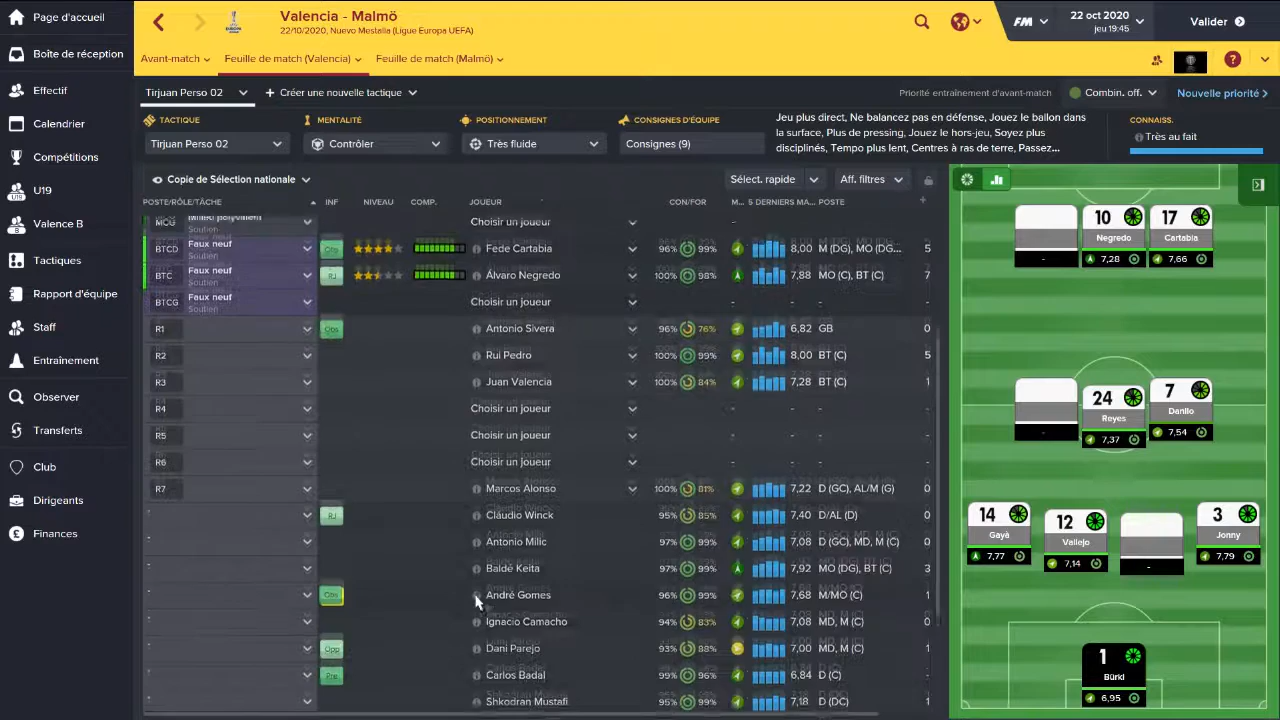 Page d'accueil
Boîte de réception
Effectif
Calendrier
Compétitions
U19
Valence B
Tactiques
Rapport d'équipe
Staff
Entraînement
Observer
Transferts
Club
Dirigeants
Finances
Valencia - Malmö
22/10/2020, Nuevo Mestalla (Ligue Europa UEFA)
FM
22 oct 2020
jeu 19:45
Valider
Avant-match
Feuille de match (Valencia)
Feuille de match (Malmö)
Tirjuan Perso 02
+ Créer une nouvelle tactique
Priorité entraînement d'avant-match
Combin. off.
Nouvelle priorité
TACTIQUE
Tirjuan Perso 02
MENTALITÉ
Contrôler
POSITIONNEMENT
Très fluide
CONSIGNES D'ÉQUIPE
Consignes (9)
Jeu plus direct, Ne balancez pas en défense, Jouez le ballon
dans la surface, Plus de pressing, Jouez le hors-jeu, Soyez plus
disciplinés, Tempo plus lent, Centres à ras de terre, Passez...
CONNAISS.
Très au fait
Copie de Sélection nationale
Sélect. rapide
Aff. filtres
POSTE/RÔLE/TÂCHE INF NIVEAU COMP. JOUEUR CON/FOR M... 5 DERNIERS MA... POSTE
MCG Milieu polyvalent Choisir un joueur -
Soutien
BTCD Faux neuf Obs Fede Cartabia 96% 99% 8,00 M (DG), MO (DG... 5
Soutien
BTC Faux neuf RJ Álvaro Negredo 100% 98% 7,88 MO (C), BT (C) 7
Soutien
BTCG Faux neuf Choisir un joueur - - -
Soutien
R1 Obs Antonio Sivera 96% 76% 6,82 GB 0
R2 Rui Pedro 100% 99% 8,00 BT (C) 5
R3 Juan Valencia 100% 84% 7,28 BT (C) 1
R4 Choisir un joueur - - -
R5 Choisir un joueur - - -
R6 Choisir un joueur - - -
R7 Marcos Alonso 100% 81% 7,22 D (GC), AL/M (G) 0
- RJ Cláudio Winck 95% 85% 7,40 D/AL (D) 0
- Antonio Milic 97% 99% 7,08 D (GC), MD, M (C) 0
- Baldé Keita 97% 99% 7,92 MO (DG), BT (C) 3
- Obs André Gomes 96% 99% 7,68 M/MO (C) 1
- Ignacio Camacho 94% 83% 7,08 MD, M (C) 0
- Opp Dani Parejo 93% 88% 7,00 MD, M (C) 1
- Pre Carlos Badal 99% 96% 6,84 D (C) -
- Shkodran Mustafi 95% 99% 7,18 D (DC) 1
10 17
Negredo Cartabia
- 7,28 7,66
24 7
Reyes Danilo
- 7,37 7,54
14 12 3
Gayà Vallejo Jonny
7,77 7,14 - 7,79
1
Bürki
6,95